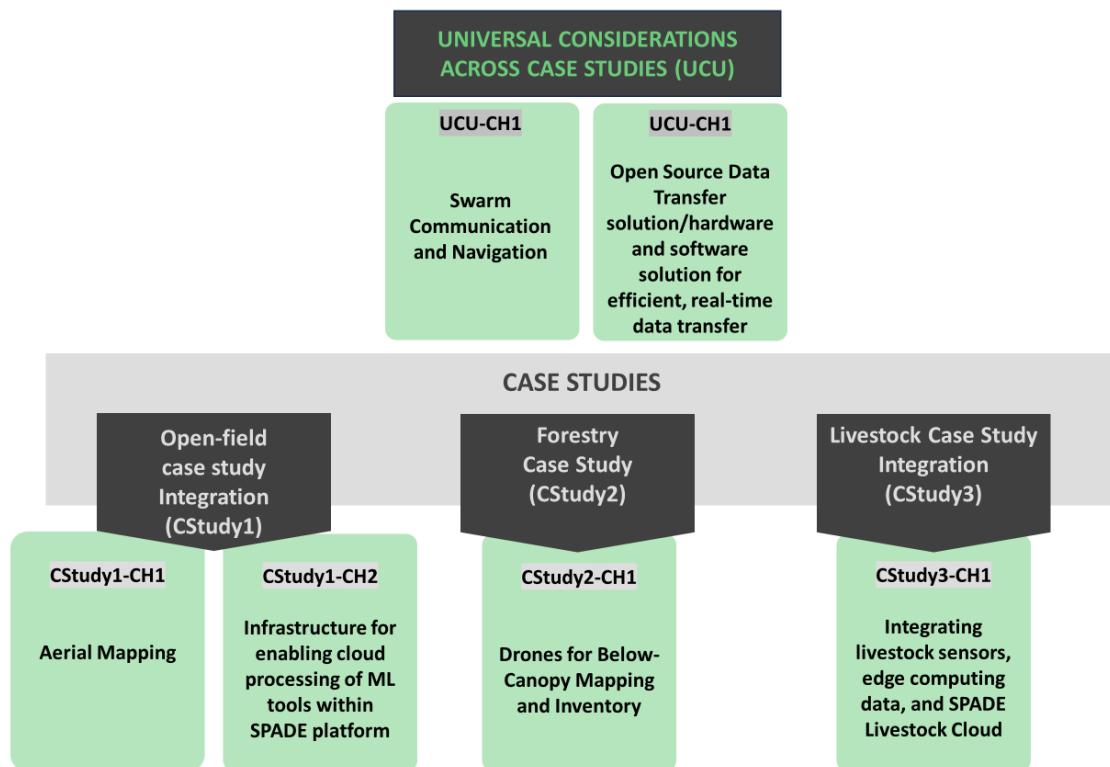 UNIVERSAL CONSIDERATIONS
ACROSS CASE STUDIES (UCU)
UCU-CH1
Swarm
Communication
and Navigation
UCU-CH1
Open Source Data
Transfer
solution/hardware
and software
solution for
efficient, real-time
data transfer
CASE STUDIES
Open-field
case study
Integration
(CStudy1)
Forestry
Case Study
(CStudy2)
Livestock Case Study
Integration
(CStudy3)
CStudy1-CH1
Aerial Mapping
CStudy1-CH2
Infrastructure for
enabling cloud
processing of ML
tools within
SPADE platform
CStudy2-CH1
Drones for Below-
Canopy Mapping
and Inventory
CStudy3-CH1
Integrating
livestock sensors,
edge computing
data, and SPADE
Livestock Cloud